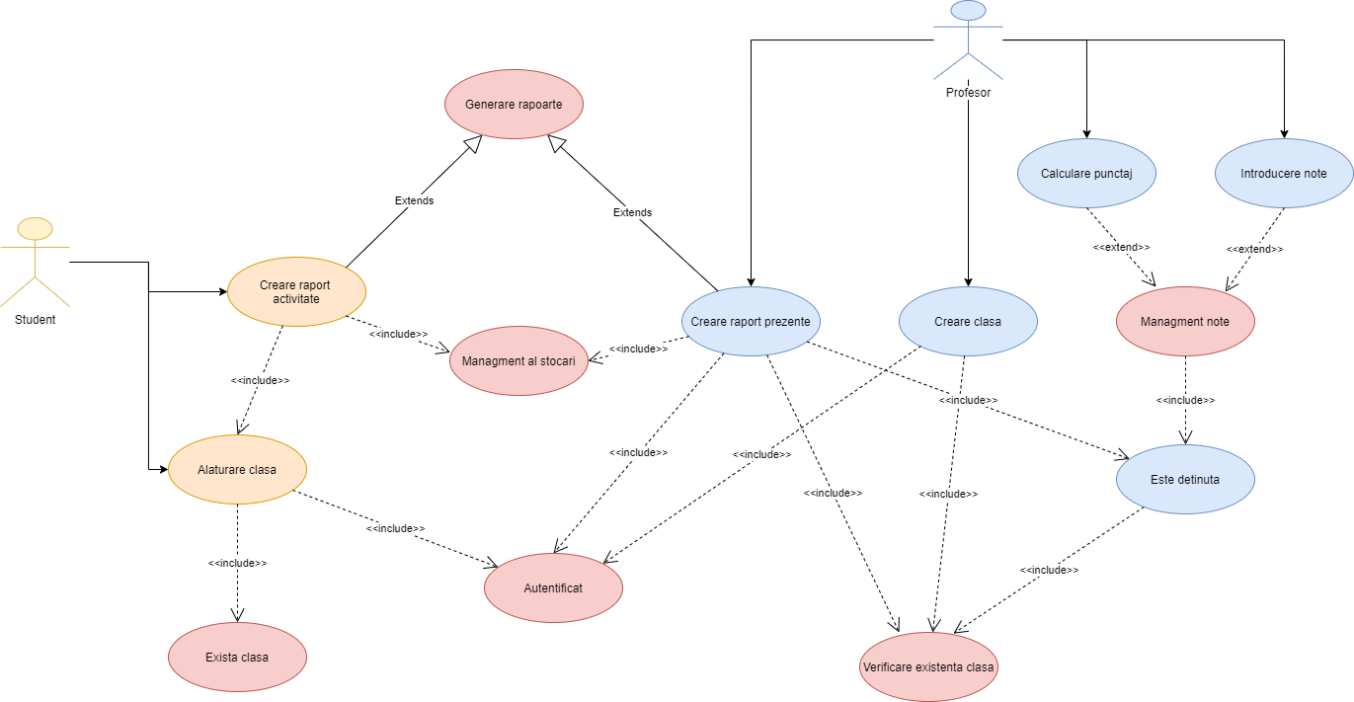 Profesor
Generare rapoarte
Calculare punctaj
Introducere note
Extends
Extends
<<extend>>
<<extend>>
Student
Creare raport
activitate
Creare raport prezente
Creare clasa
Managment note
<<include>>
<<include>>
Managment al stocari
<<include>>
<<include>>
<<include>>
Alaturare clasa
<<include>>
<<include>>
Este detinuta
<<include>>
<<include>>
<<include>>
<<include>>
<<include>>
Autentificat
Exista clasa
Verificare existenta clasa